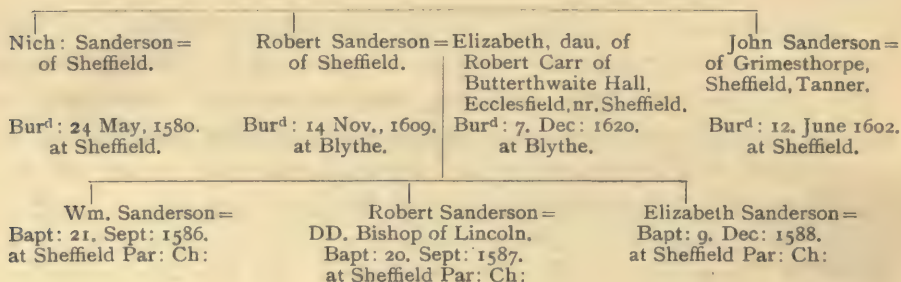 Nich: Sanderson=
of Sheffield.
Burᵈ: 24 May, 1580.
at Sheffield.
Robert Sanderson=
of Sheffield.
Burᵈ: 14 Nov., 1609.
at Blythe.
Elizabeth, dau. of
Robert Carr of
Butterthwaite Hall,
Ecclesfield, nr. Sheffield.
Burᵈ: 7. Dec: 1620.
at Blythe.
John Sanderson=
of Grimesthorpe,
Sheffield, Tanner.
Burᵈ: 12. June 1602.
at Sheffield.
Wm. Sanderson=
Bapt: 21. Sept: 1586.
at Sheffield Par: Ch:
Robert Sanderson=
DD. Bishop of Lincoln.
Bapt: 20. Sept: 1587.
at Sheffield Par: Ch:
Elizabeth Sanderson=
Bapt: 9. Dec: 1588.
at Sheffield Par: Ch: